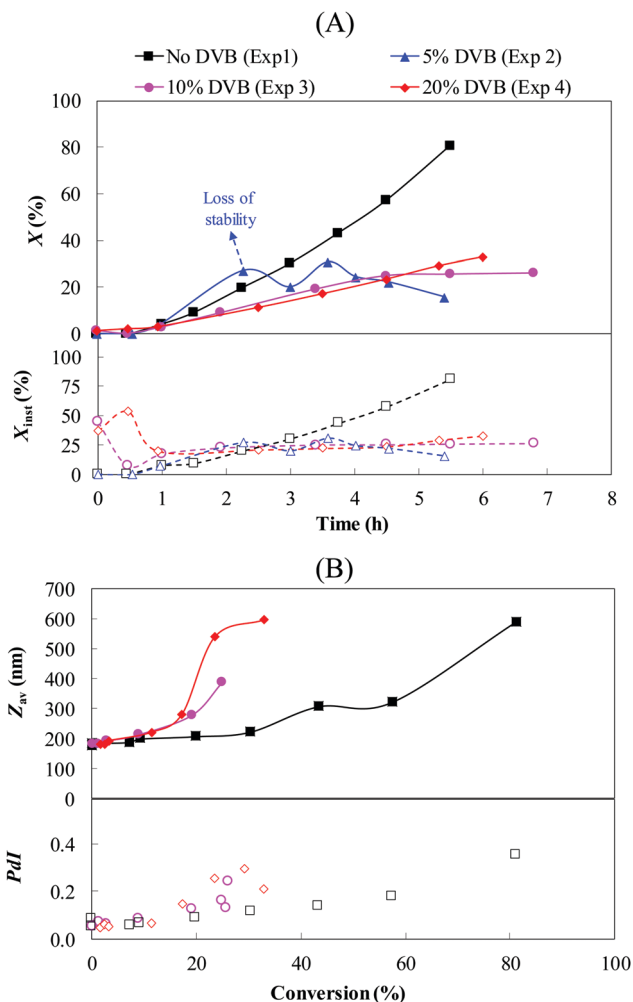 (A)
No DVB (Exp1)
5% DVB (Exp 2)
10% DVB (Exp 3)
20% DVB (Exp 4)
100
80
60
40
20
0
X (%)
Loss of
stability
100
75
50
25
0
Xinst (%)
0 1 2 3 4 5 6 7 8
Time (h)
(B)
700
600
500
400
300
200
100
0
Zav (nm)
0.4
0.2
0.0
PdI
0 20 40 60 80 100
Conversion (%)